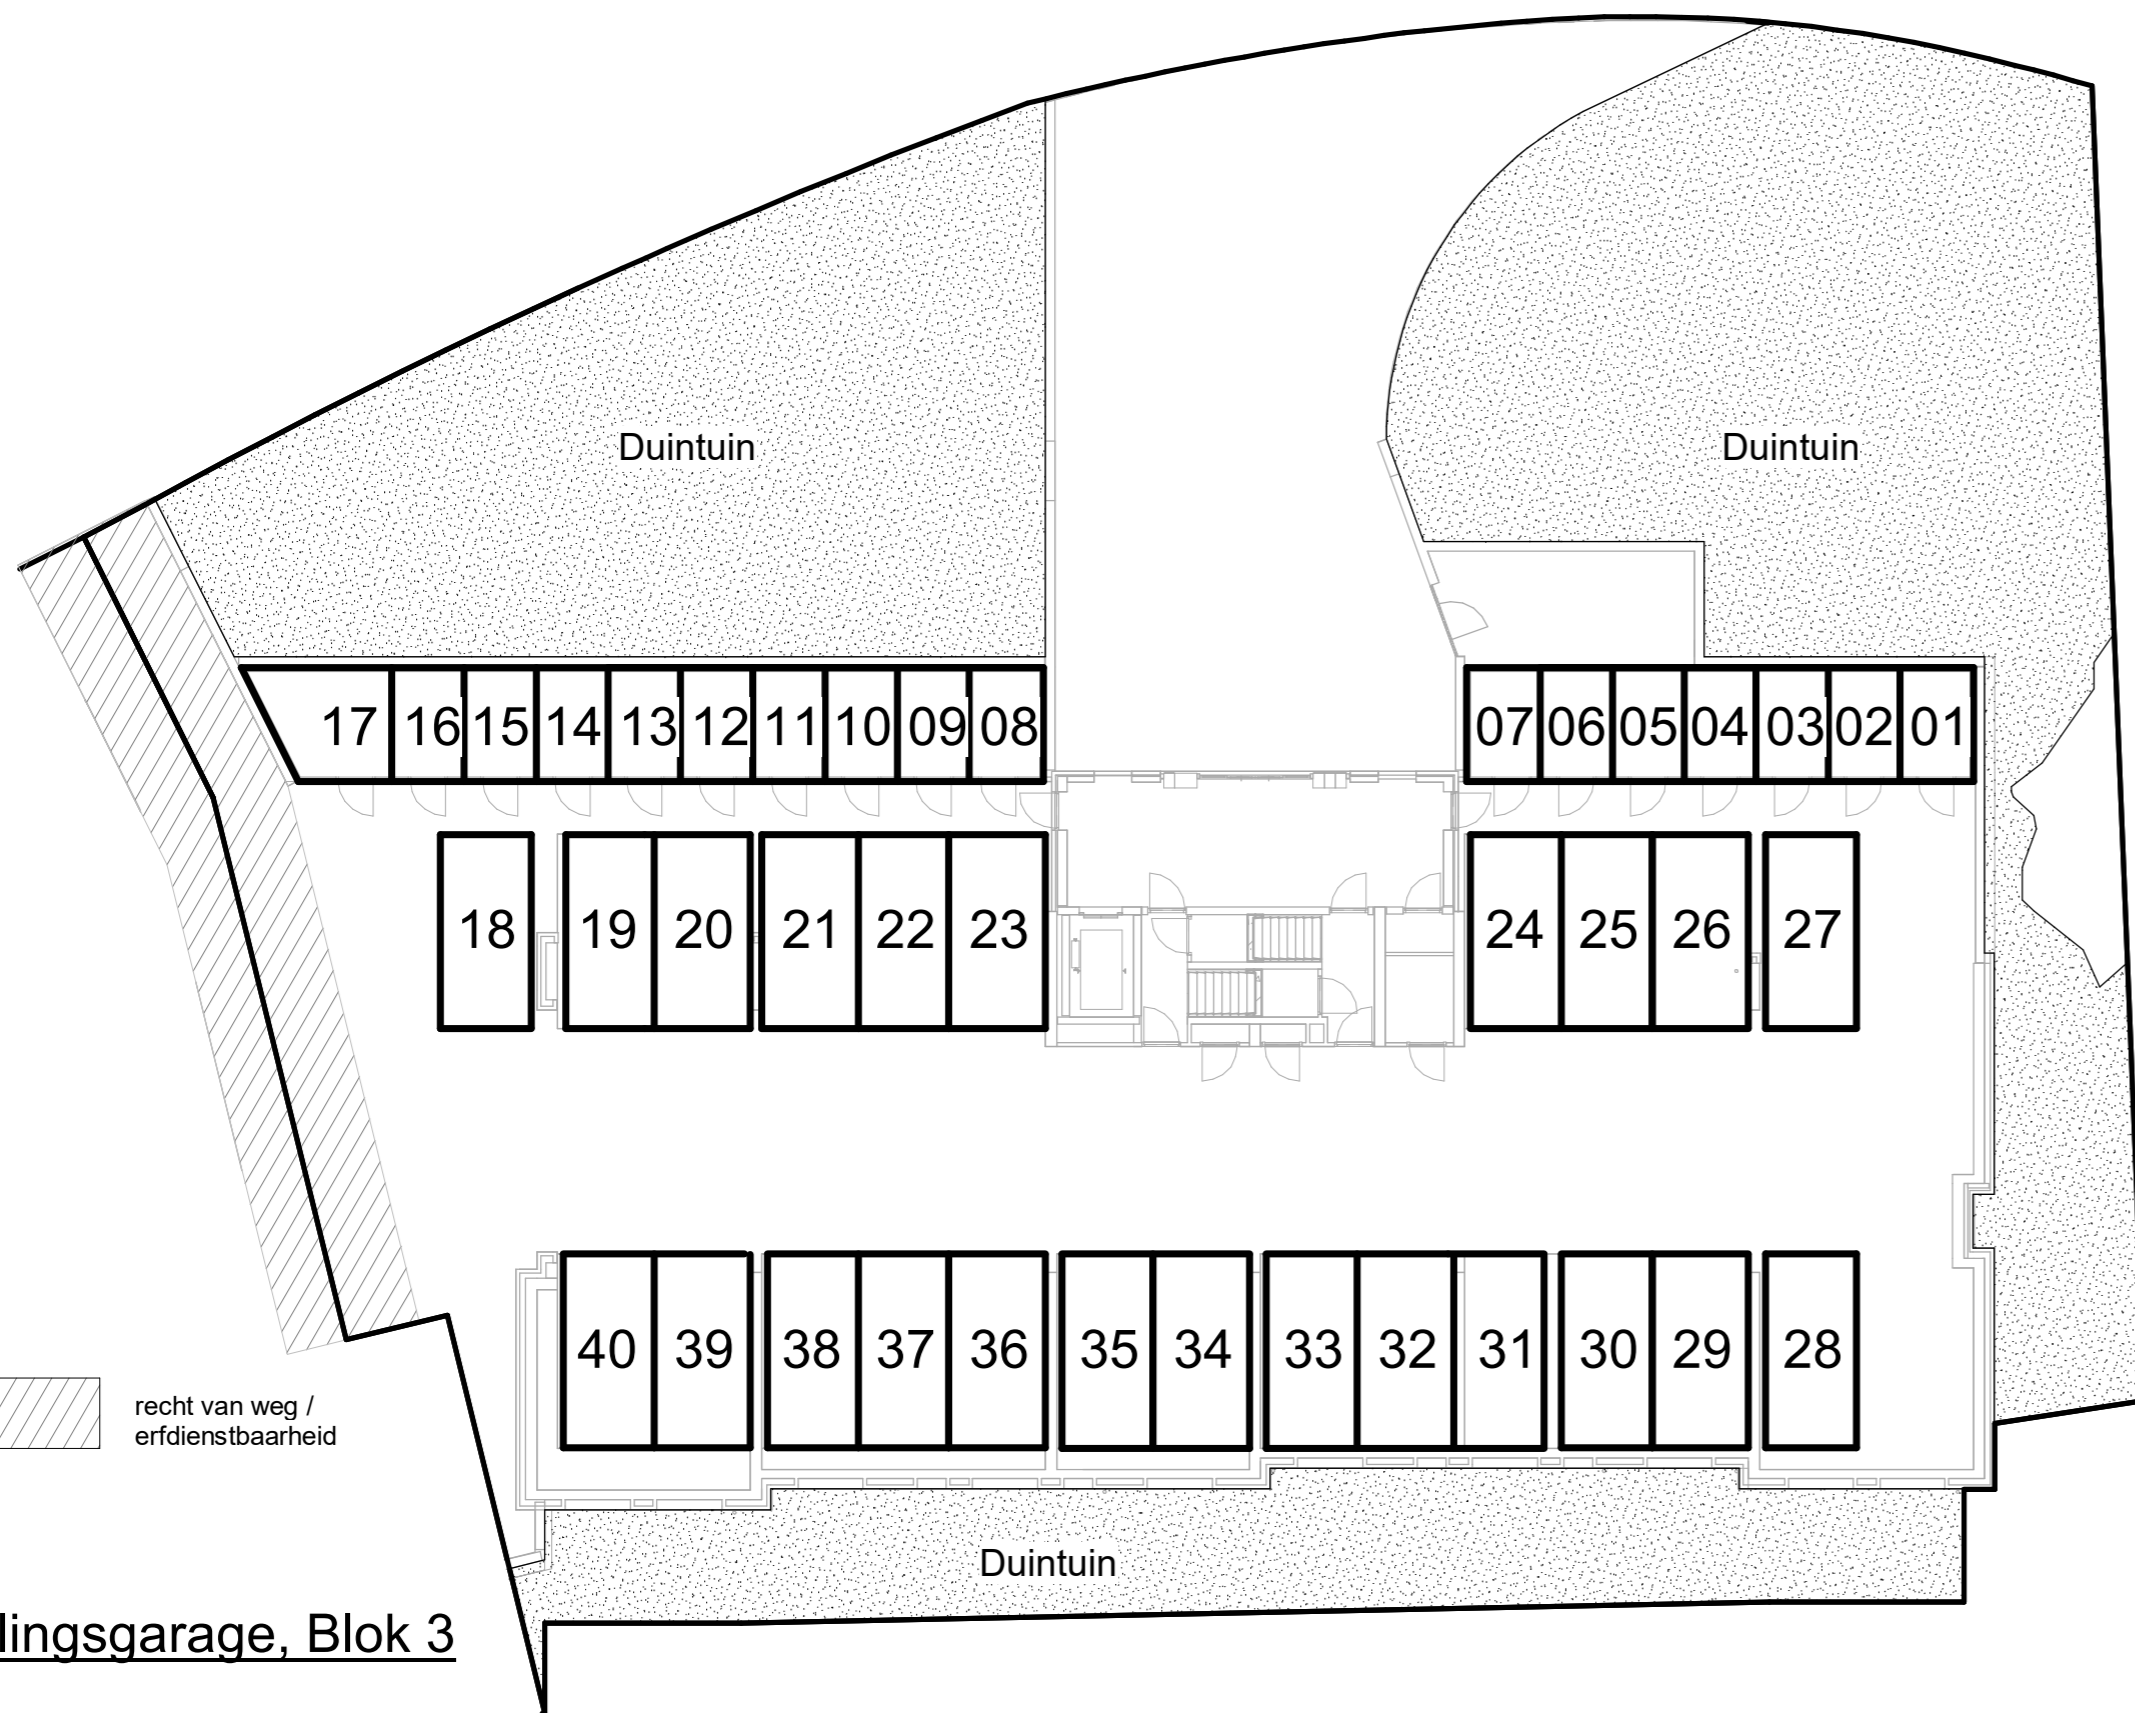 Duintuin
Duintuin
17 16 15 14 13 12 11 10 09 08 07 06 05 04 03 02 01
18 19 20 21 22 23 24 25 26 27
40 39 38 37 36 35 34 33 32 31 30 29 28
recht van weg /
erfdienstbaarheid
Duintuin
lingsgarage, Blok 3